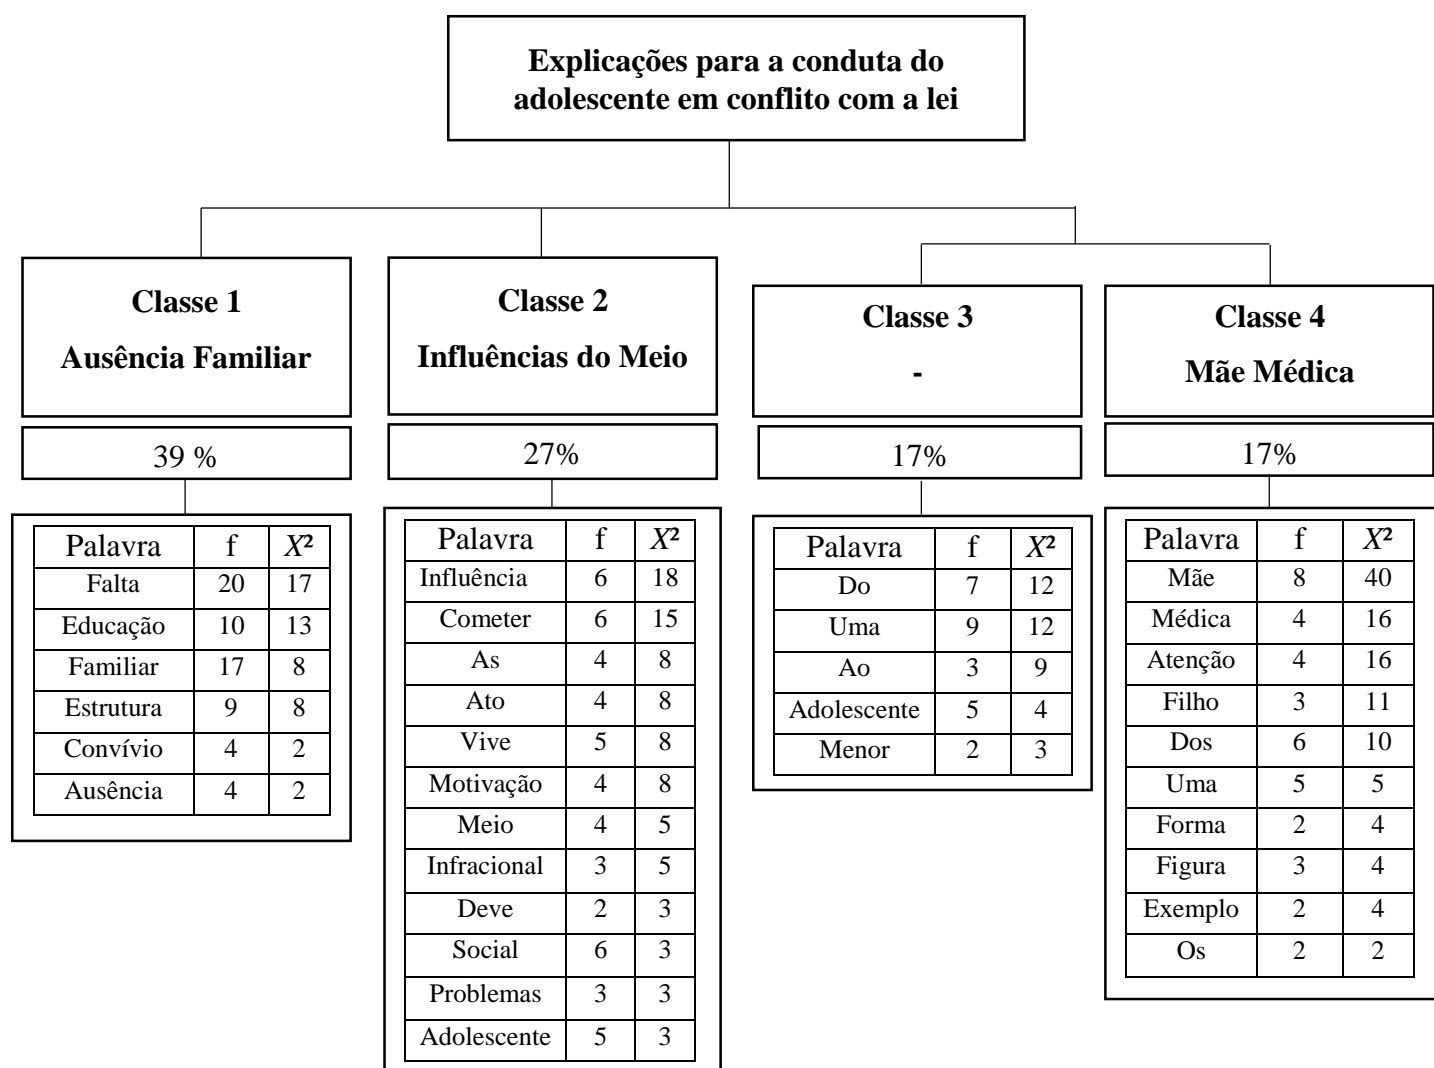 Explicações para a conduta do
adolescente em conflito com a lei
Classe 1
Ausência Familiar
39 %
Palavra f X²
Falta 20 17
Educação 10 13
Familiar 17 8
Estrutura 9 8
Convívio 4 2
Ausência 4 2
Classe 2
Influências do Meio
27%
Palavra f X²
Influência 6 18
Cometer 6 15
As 4 8
Ato 4 8
Vive 5 8
Motivação 4 8
Meio 4 5
Infracional 3 5
Deve 2 3
Social 6 3
Problemas 3 3
Adolescente 5 3
Classe 3
-
17%
Palavra f X²
Do 7 12
Uma 9 12
Ao 3 9
Adolescente 5 4
Menor 2 3
Classe 4
Mãe Médica
17%
Palavra f X²
Mãe 8 40
Médica 4 16
Atenção 4 16
Filho 3 11
Dos 6 10
Uma 5 5
Forma 2 4
Figura 3 4
Exemplo 2 4
Os 2 2